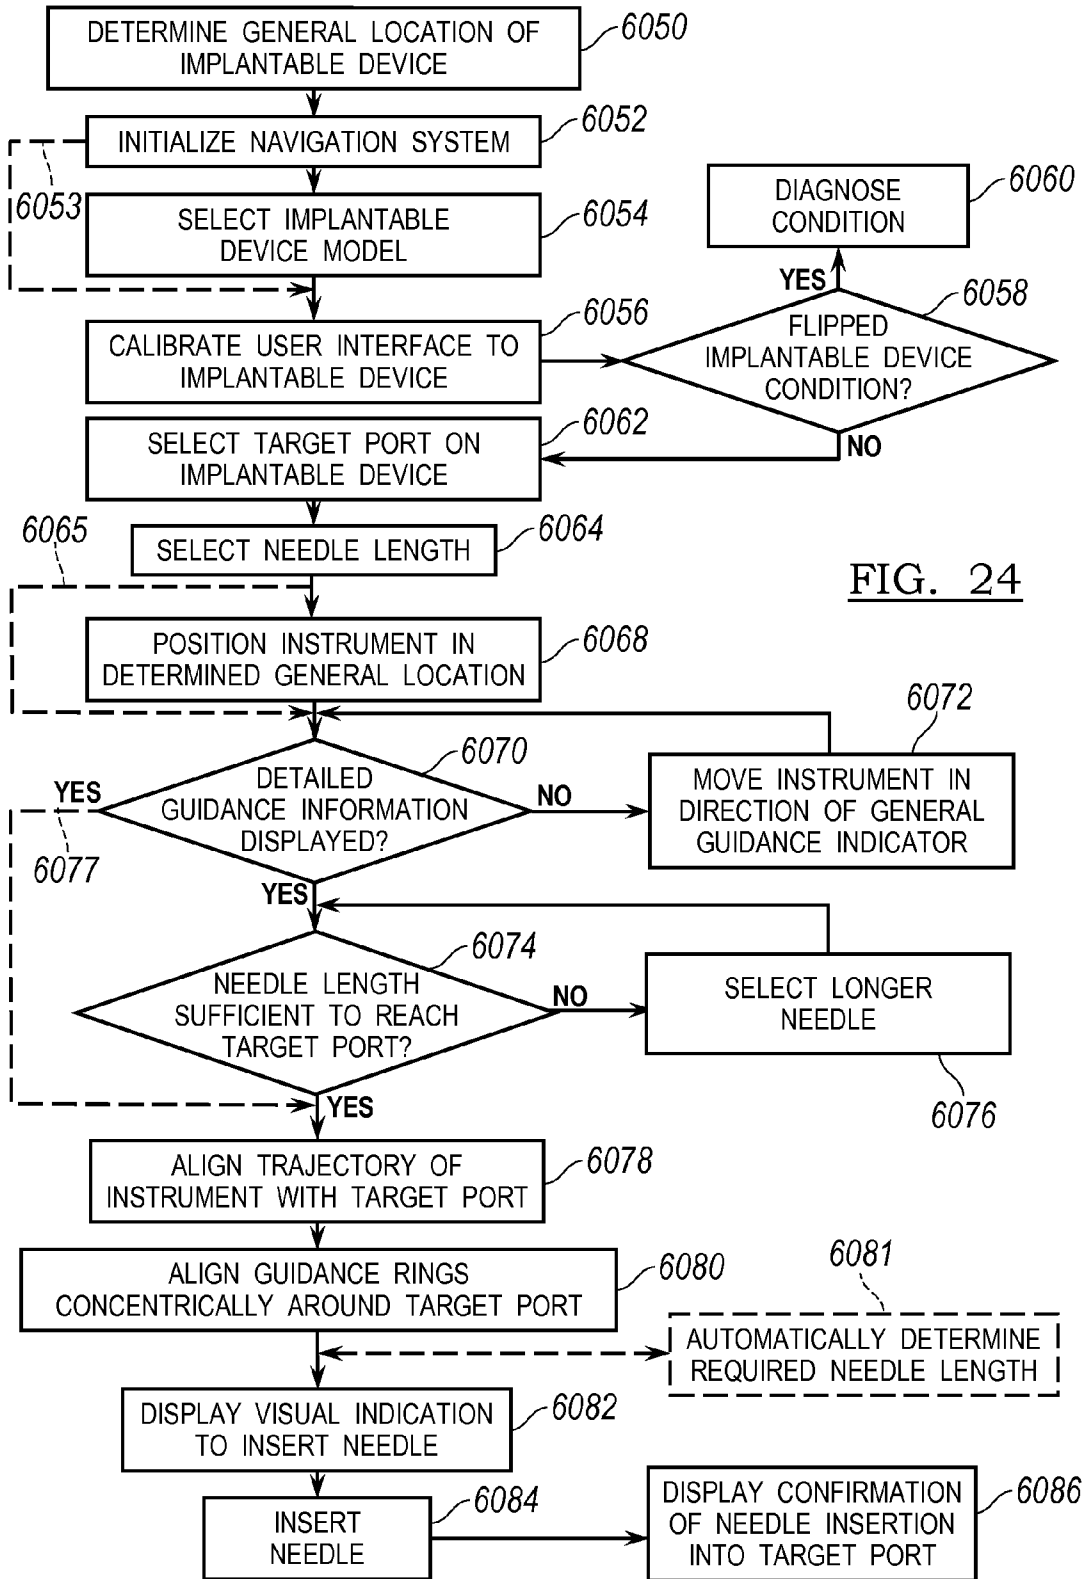 DETERMINE GENERAL LOCATION OF
IMPLANTABLE DEVICE
6050
INITIALIZE NAVIGATION SYSTEM
6052
6053
SELECT IMPLANTABLE
DEVICE MODEL
6054
DIAGNOSE
CONDITION
6060
YES
CALIBRATE USER INTERFACE TO
IMPLANTABLE DEVICE
6056
FLIPPED
IMPLANTABLE DEVICE
CONDITION?
6058
NO
SELECT TARGET PORT ON
IMPLANTABLE DEVICE
6062
SELECT NEEDLE LENGTH
6064
6065
FIG. 24
POSITION INSTRUMENT IN
DETERMINED GENERAL LOCATION
6068
DETAILED
GUIDANCE INFORMATION
DISPLAYED?
6070
YES
6077
NO
MOVE INSTRUMENT IN
DIRECTION OF GENERAL
GUIDANCE INDICATOR
6072
YES
NEEDLE LENGTH
SUFFICIENT TO REACH
TARGET PORT?
6074
NO
SELECT LONGER
NEEDLE
6076
YES
ALIGN TRAJECTORY OF
INSTRUMENT WITH TARGET PORT
6078
ALIGN GUIDANCE RINGS
CONCENTRICALLY AROUND TARGET PORT
6080
6081
AUTOMATICALLY DETERMINE
REQUIRED NEEDLE LENGTH
DISPLAY VISUAL INDICATION
TO INSERT NEEDLE
6082
INSERT
NEEDLE
6084
DISPLAY CONFIRMATION
OF NEEDLE INSERTION
INTO TARGET PORT
6086